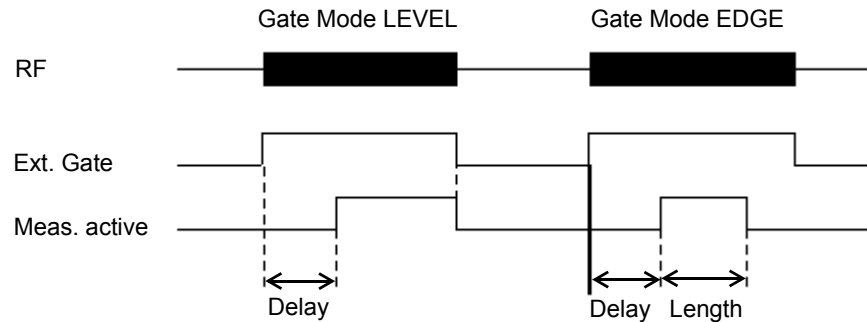 Gate Mode LEVEL Gate Mode EDGE
RF
Ext. Gate
Meas. active
Delay Delay Length